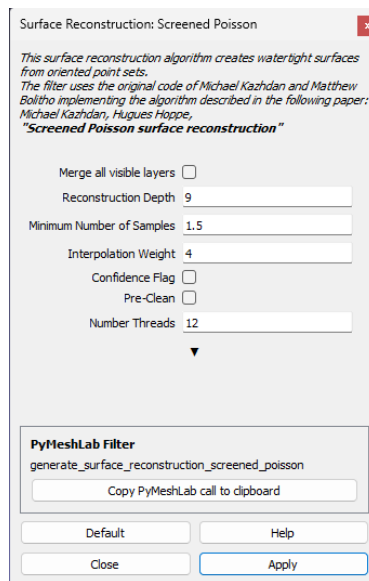 Surface Reconstruction: Screened Poisson
x
This surface reconstruction algorithm creates watertight surfaces
from oriented point sets.
The filter uses the original code of Michael Kazhdan and Matthew
Bolitho implementing the algorithm described in the following paper:
Michael Kazhdan, Hugues Hoppe,
"Screened Poisson surface reconstruction"
Merge all visible layers
Reconstruction Depth 9
Minimum Number of Samples 1.5
Interpolation Weight 4
Confidence Flag
Pre-Clean
Number Threads 12
PyMeshLab Filter
generate_surface_reconstruction_screened_poisson
Copy PyMeshLab call to clipboard
Default Help
Close Apply